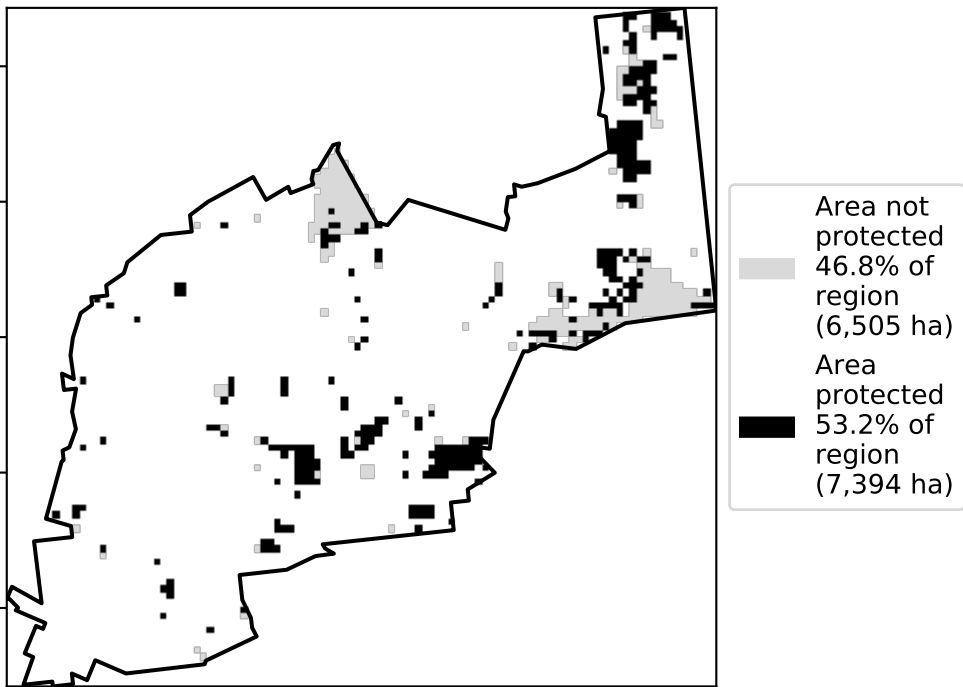 Area not
protected
46.8% of
region
(6,505 ha)
Area
protected
53.2% of
region
(7,394 ha)